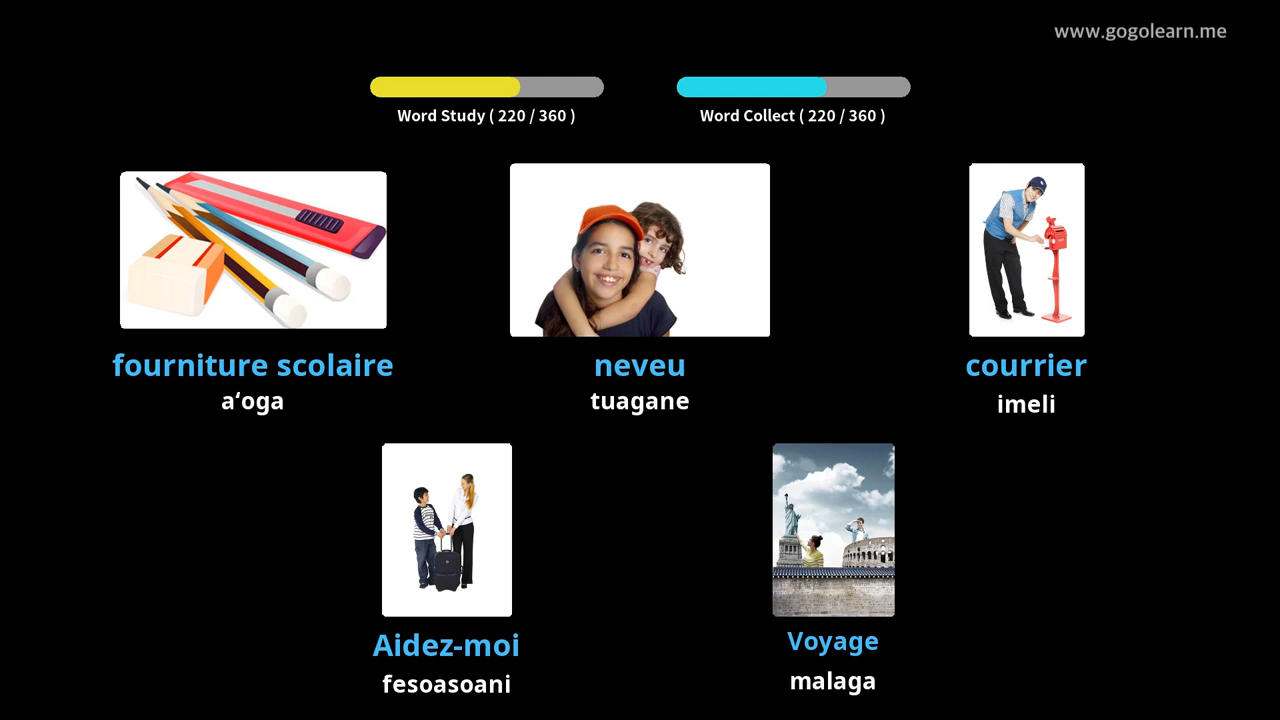 www.gogolearn.me
Word Study ( 220 / 360 )
Word Collect ( 220 / 360 )
fourniture scolaire
aʻoga
neveu
tuagane
courrier
imeli
Aidez-moi
fesoasoani
Voyage
malaga